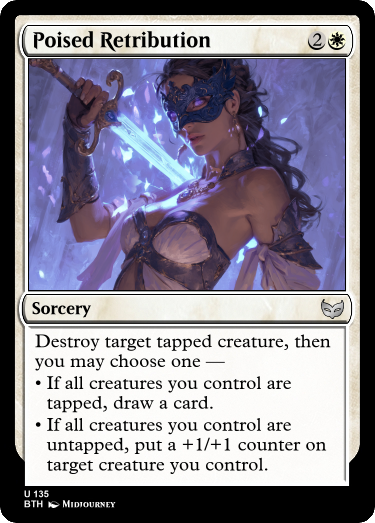 Poised Retribution 2
Sorcery
Destroy target tapped creature, then
you may choose one —
• If all creatures you control are
tapped, draw a card.
• If all creatures you control are
untapped, put a +1/+1 counter on
target creature you control.
U 135
BTH Midjourney